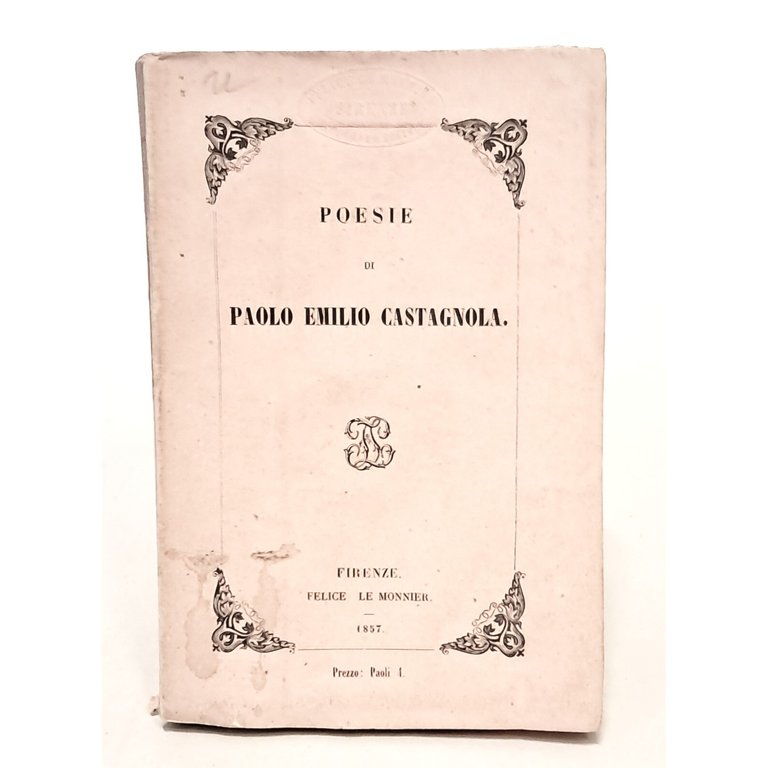 POESIE
DI
PAOLO EMILIO CASTAGNOLA.
FIRENZE.
FELICE LE MONNIER.
1857.
Prezzo: Paoli 4.